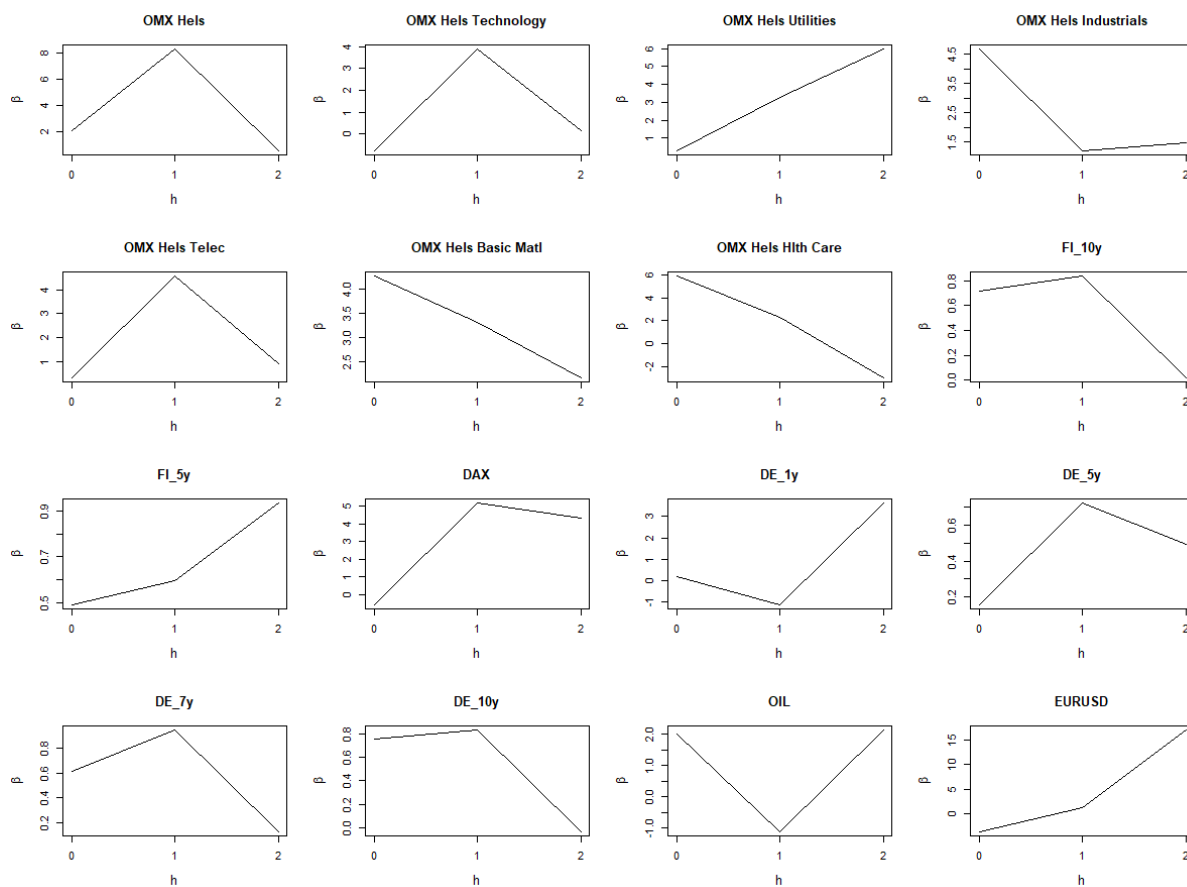 OMX Hels
β
8
6
4
2
0
1
2
h
OMX Hels Technology
β
4
3
2
1
0
0
1
2
h
OMX Hels Utilities
β
6
5
4
3
2
1
0
1
2
h
OMX Hels Industrials
β
4.5
3.5
2.5
1.5
0
1
2
h
OMX Hels Telec
β
4
3
2
1
0
1
2
h
OMX Hels Basic Matl
β
4.0
3.5
3.0
2.5
0
1
2
h
OMX Hels Hlth Care
β
6
4
2
0
-2
0
1
2
h
FI_10y
β
0.8
0.6
0.4
0.2
0.0
0
1
2
h
FI_5y
β
0.9
0.7
0.5
0
1
2
h
DAX
β
5
4
3
2
1
0
0
1
2
h
DE_1y
β
3
2
1
0
-1
0
1
2
h
DE_5y
β
0.6
0.4
0.2
0
1
2
h
DE_7y
β
0.8
0.6
0.4
0.2
0
1
2
h
DE_10y
β
0.8
0.6
0.4
0.2
0.0
0
1
2
h
OIL
β
2.0
1.0
0.0
-1.0
0
1
2
h
EURUSD
β
15
10
5
0
0
1
2
h